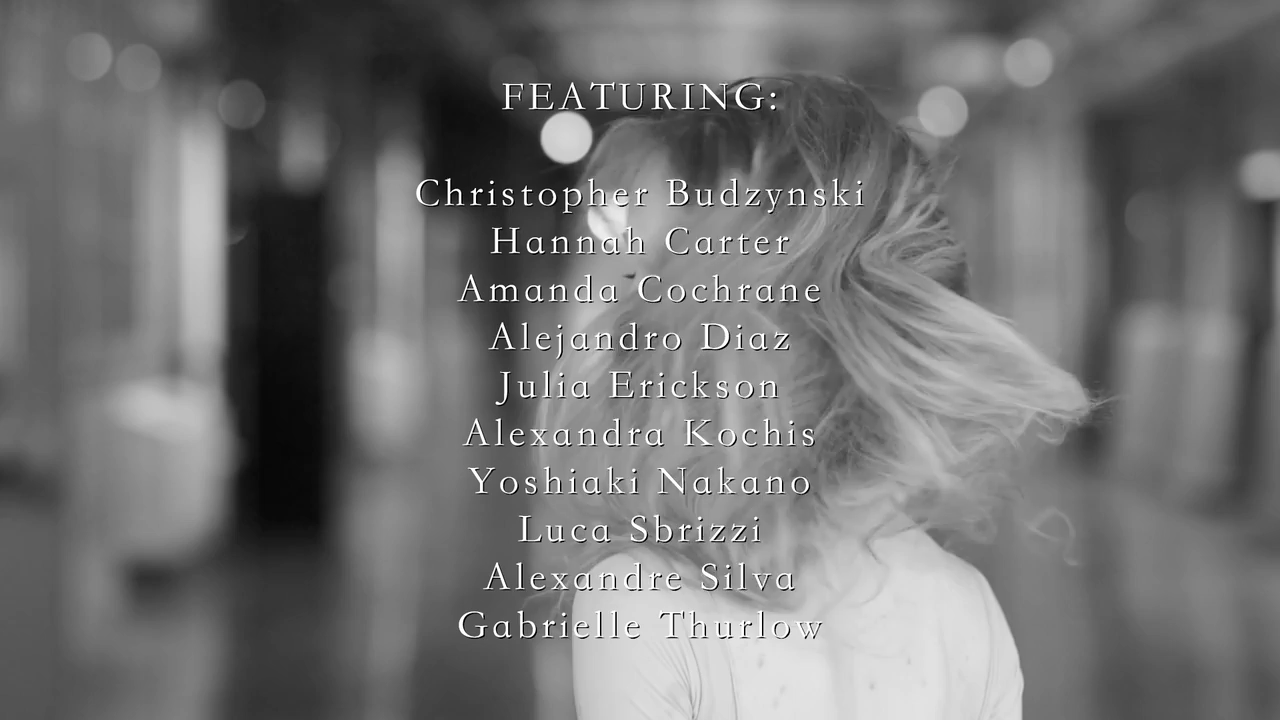 FEATURING:
Christopher Budzynski
Hannah Carter
Amanda Cochrane
Alejandro Diaz
Julia Erickson
Alexandra Kochis
Yoshiaki Nakano
Luca Sbrizzi
Alexandre Silva
Gabrielle Thurlow